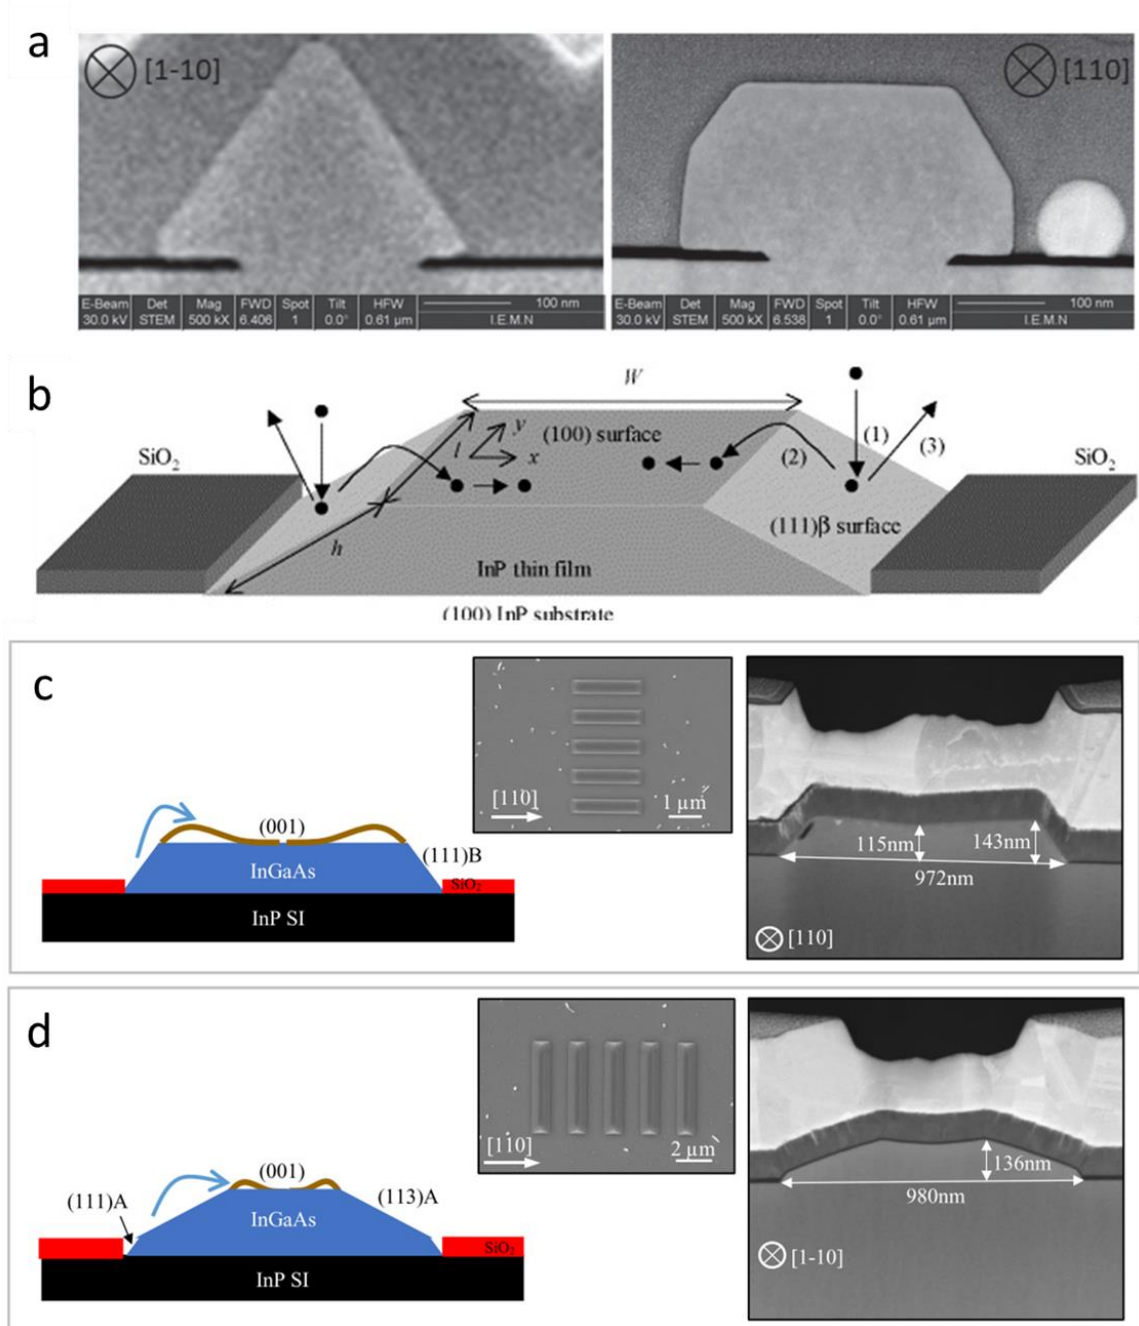 a
[1-10]
[110]
E-Beam Det Mag FWD Spot Tilt HFW 100 nm
30.0 kV STEM 500 kX 6.406 1 0.0° 0.61 µm I.E.M.N
E-Beam Det Mag FWD Spot Tilt HFW 100 nm
30.0 kV STEM 500 kX 6.538 1 0.0° 0.61 µm I.E.M.N
b
W
SiO2
l
y
x
(100) surface
(2)
(1)
(3)
SiO2
h
(111)β surface
InP thin film
(100) InP substrate
c
(001)
(111)B
InGaAs
SiO2
InP SI
[110]
1 µm
115nm
143nm
972nm
[110]
d
(001)
(111)A
(113)A
InGaAs
SiO2
InP SI
2 µm
136nm
980nm
[1-10]